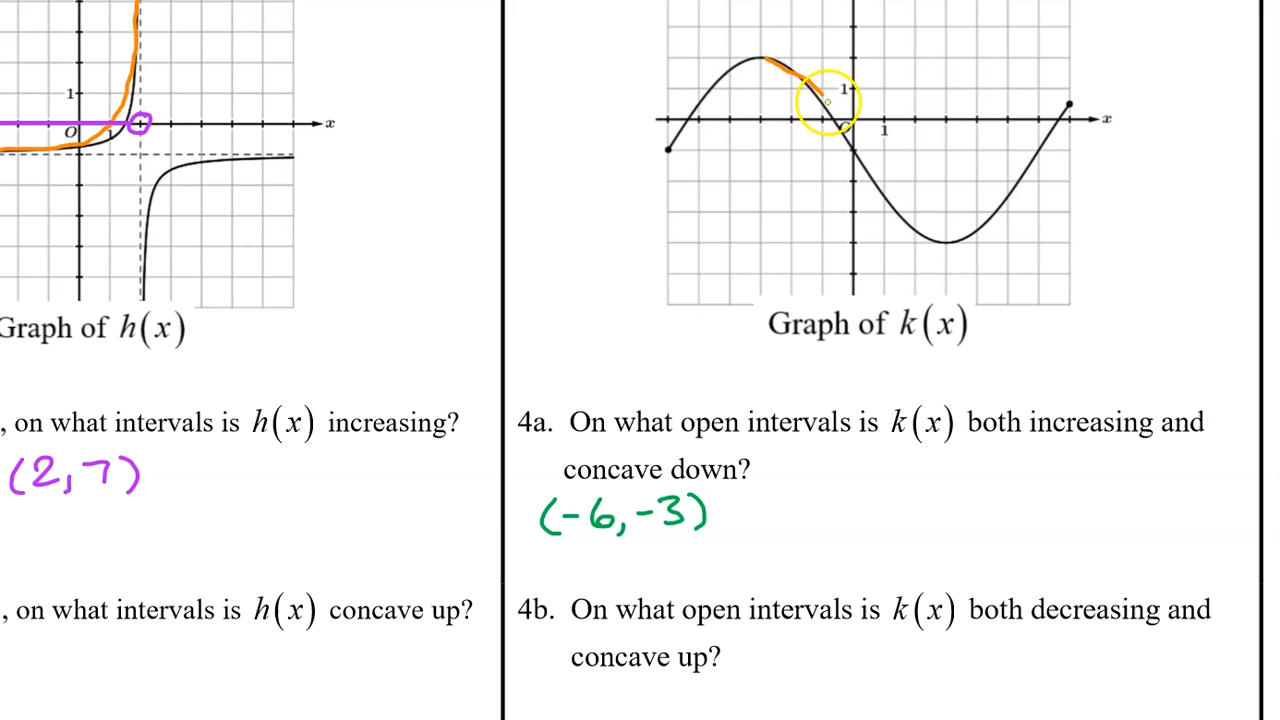 1
O
1
x
Graph of h(x)
, on what intervals is h(x) increasing?
(2,7)
, on what intervals is h(x) concave up?
1
O
1
x
Graph of k(x)
4a. On what open intervals is k(x) both increasing and
concave down?
(-6,-3)
4b. On what open intervals is k(x) both decreasing and
concave up?